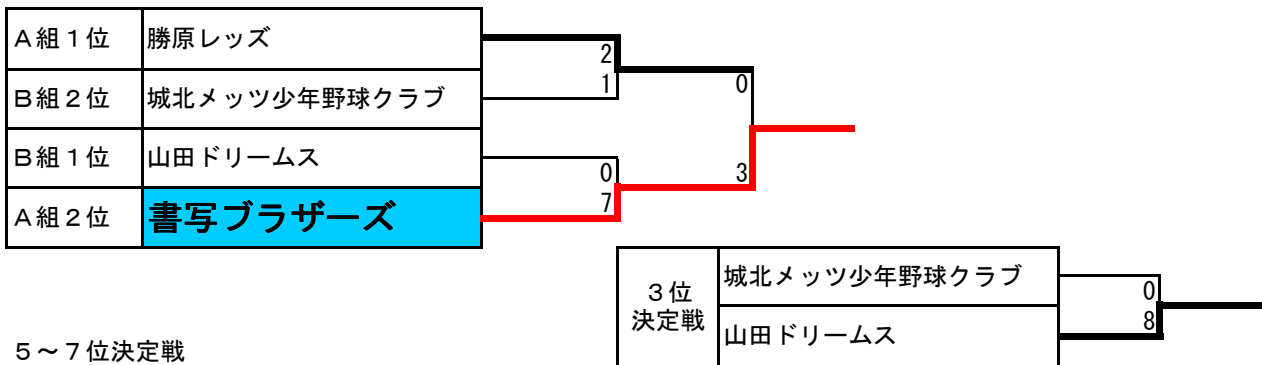 A組1位 勝原レッズ
2
B組2位 城北メッツ少年野球クラブ
1
0
B組1位 山田ドリームス
0
3
A組2位 書写ブラザーズ
7
3位
決定戦
城北メッツ少年野球クラブ
0
山田ドリームス
8
5～7位決定戦